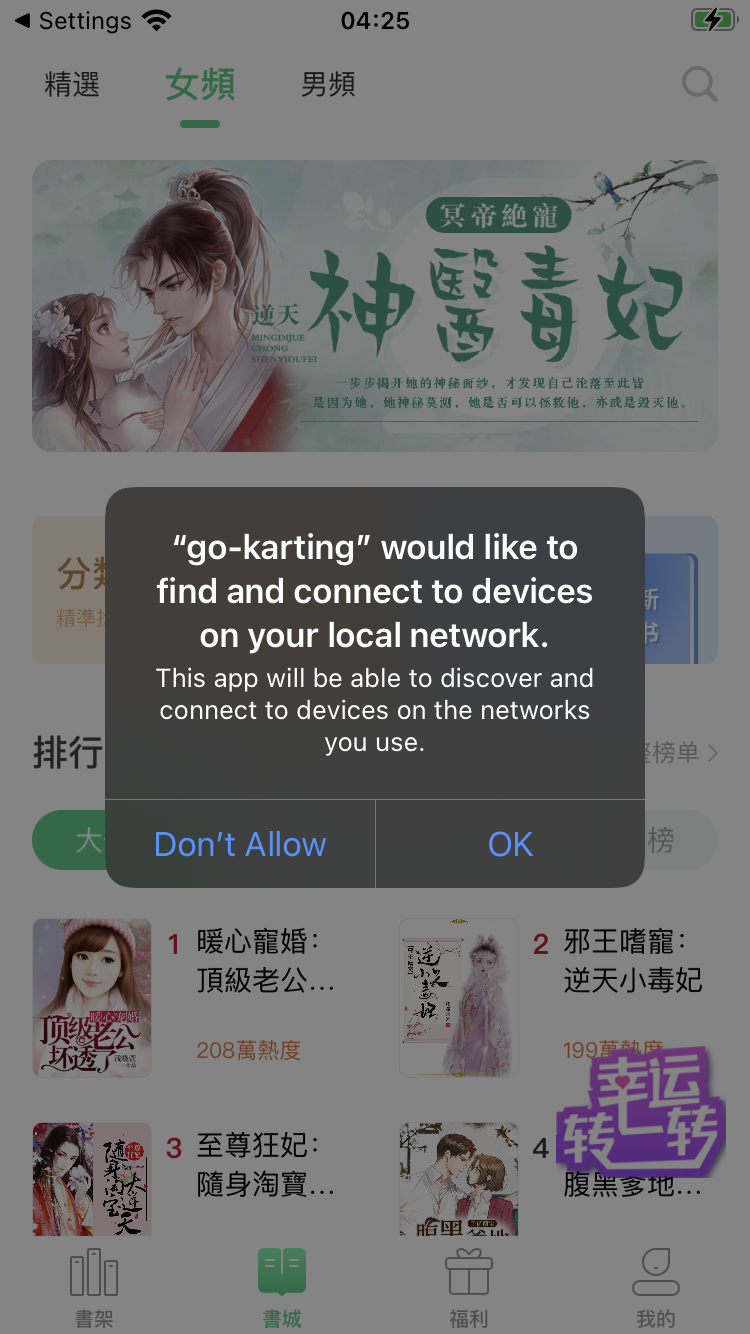 Settings
04:25
精選
女頻
男頻
冥帝絶寵
逆天
神醫毒妃
MINGDIJUE
CHONG
SHENYIDUFEI
一步步揭开她的神秘面纱，才发现自己沦落至此皆
是因为她。她神秘莫测，她是否可以拯救他，亦或是毁灭他。
分類
精準
新
书
“go-karting” would like to
find and connect to devices
on your local network.
This app will be able to discover and
connect to devices on the networks
you use.
Don’t Allow
OK
排行
榜单
大
榜
1
暖心寵婚：
頂級老公…
208萬熱度
暖心宠婚
顶级老公
坏透了
2
邪王嗜寵：
逆天小毒妃
199萬熱度
逆天
小毒妃
3
至尊狂妃：
隨身淘寶…
4
腹黑爹地…
幸运
转一转
腹黑
書架
書城
福利
我的